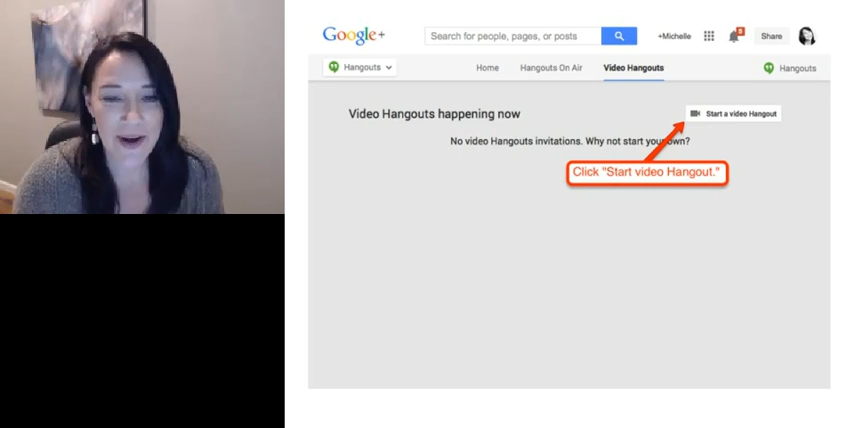 Google+
Search for people, pages, or posts
+Michelle
Share
Hangouts
Home
Hangouts On Air
Video Hangouts
Hangouts
Video Hangouts happening now
Start a video Hangout
No video Hangouts invitations. Why not start your own?
Click "Start video Hangout."